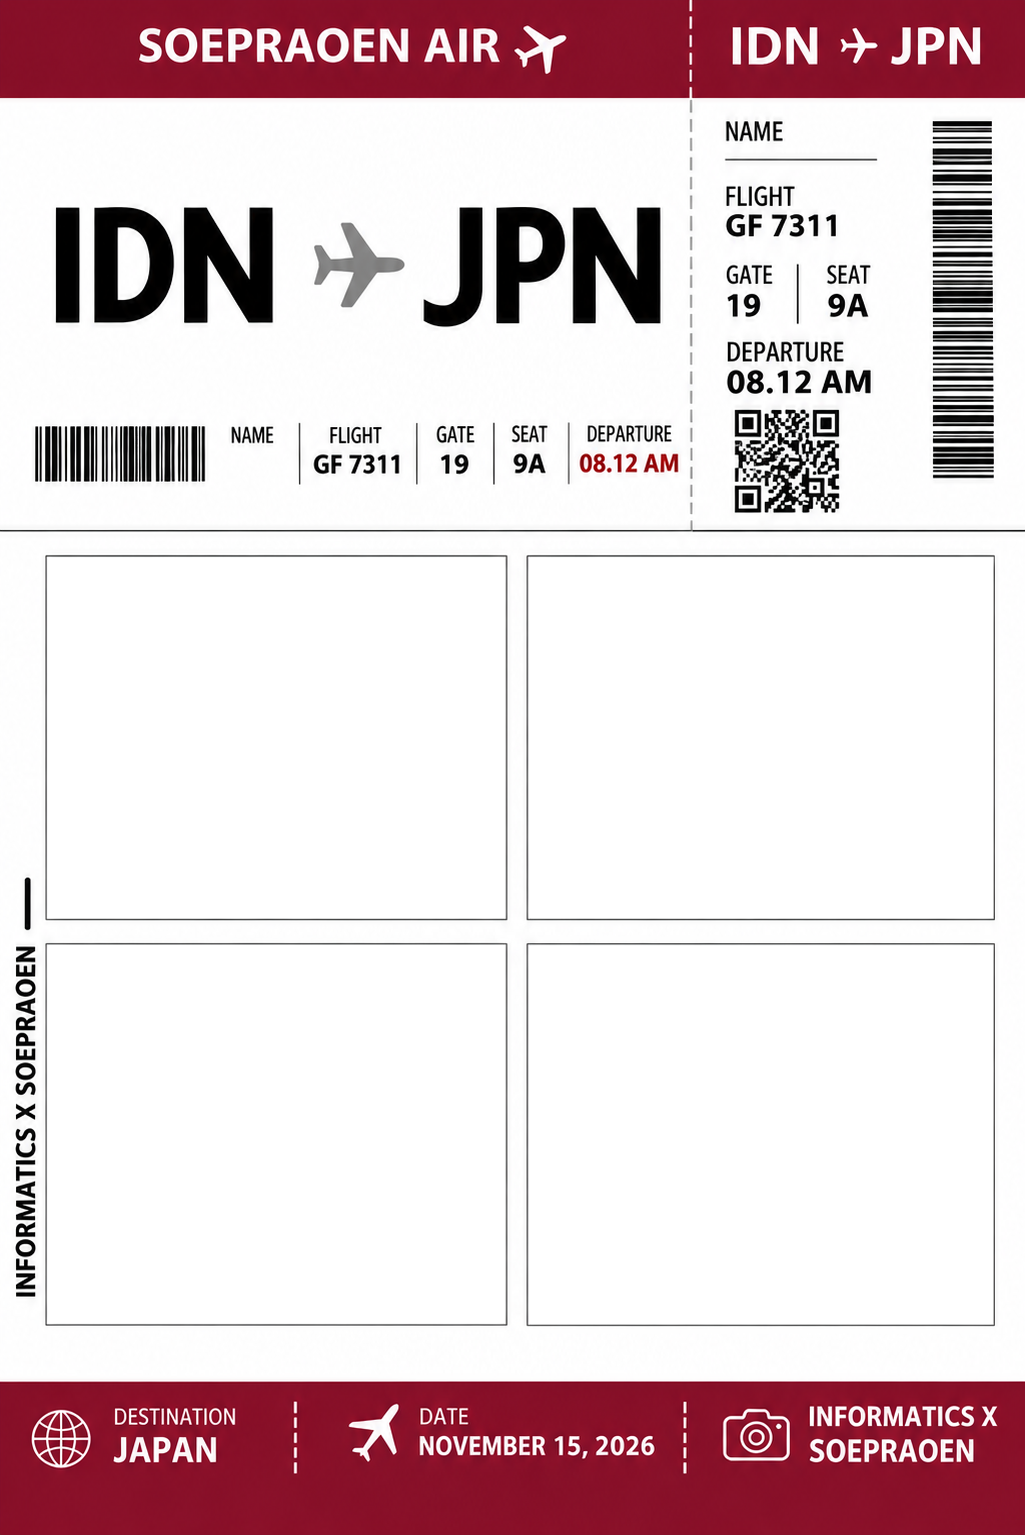 SOEPRAOEN AIR
IDN JPN
IDN JPN
NAME
FLIGHT
GF 7311
GATE
19
SEAT
9A
DEPARTURE
08.12 AM
NAME
FLIGHT
GF 7311
GATE
19
SEAT
9A
DEPARTURE
08.12 AM
INFORMATICS X SOEPRAOEN
DESTINATION
JAPAN
DATE
NOVEMBER 15, 2026
INFORMATICS X
SOEPRAOEN